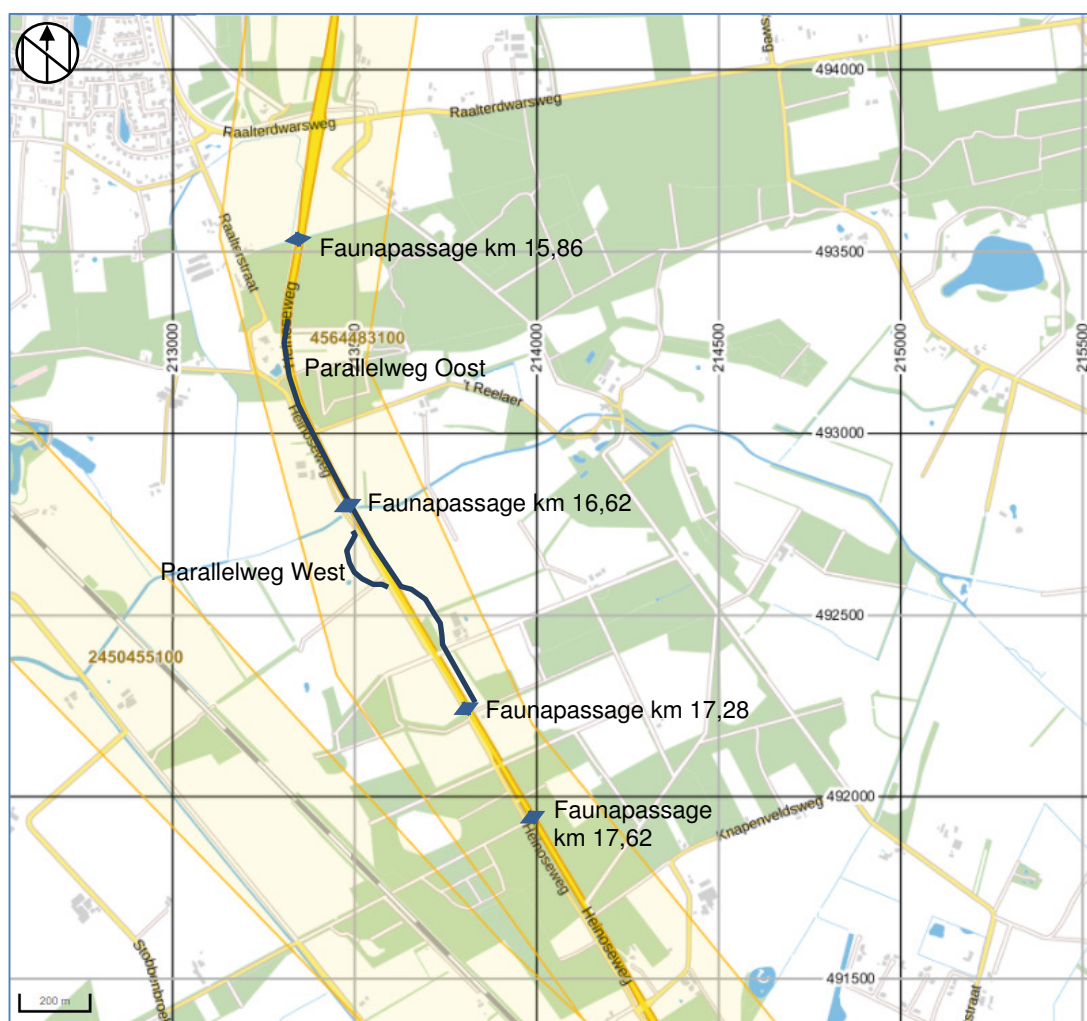 494000
Raalterdwarsweg
Raalterdwarsweg
Raalterstraat
Faunapassage km 15,86
493500
Heinoseweg
213000
4564483100
214000
214500
215000
Parallelweg Oost
't Reelaer
Heinoseweg
493000
Faunapassage km 16,62
Parallelweg West
492500
2450455100
Faunapassage km 17,28
492000
Faunapassage
km 17,62
Knapenveldsweg
Heinoseweg
Heinoseweg
491500
200 m